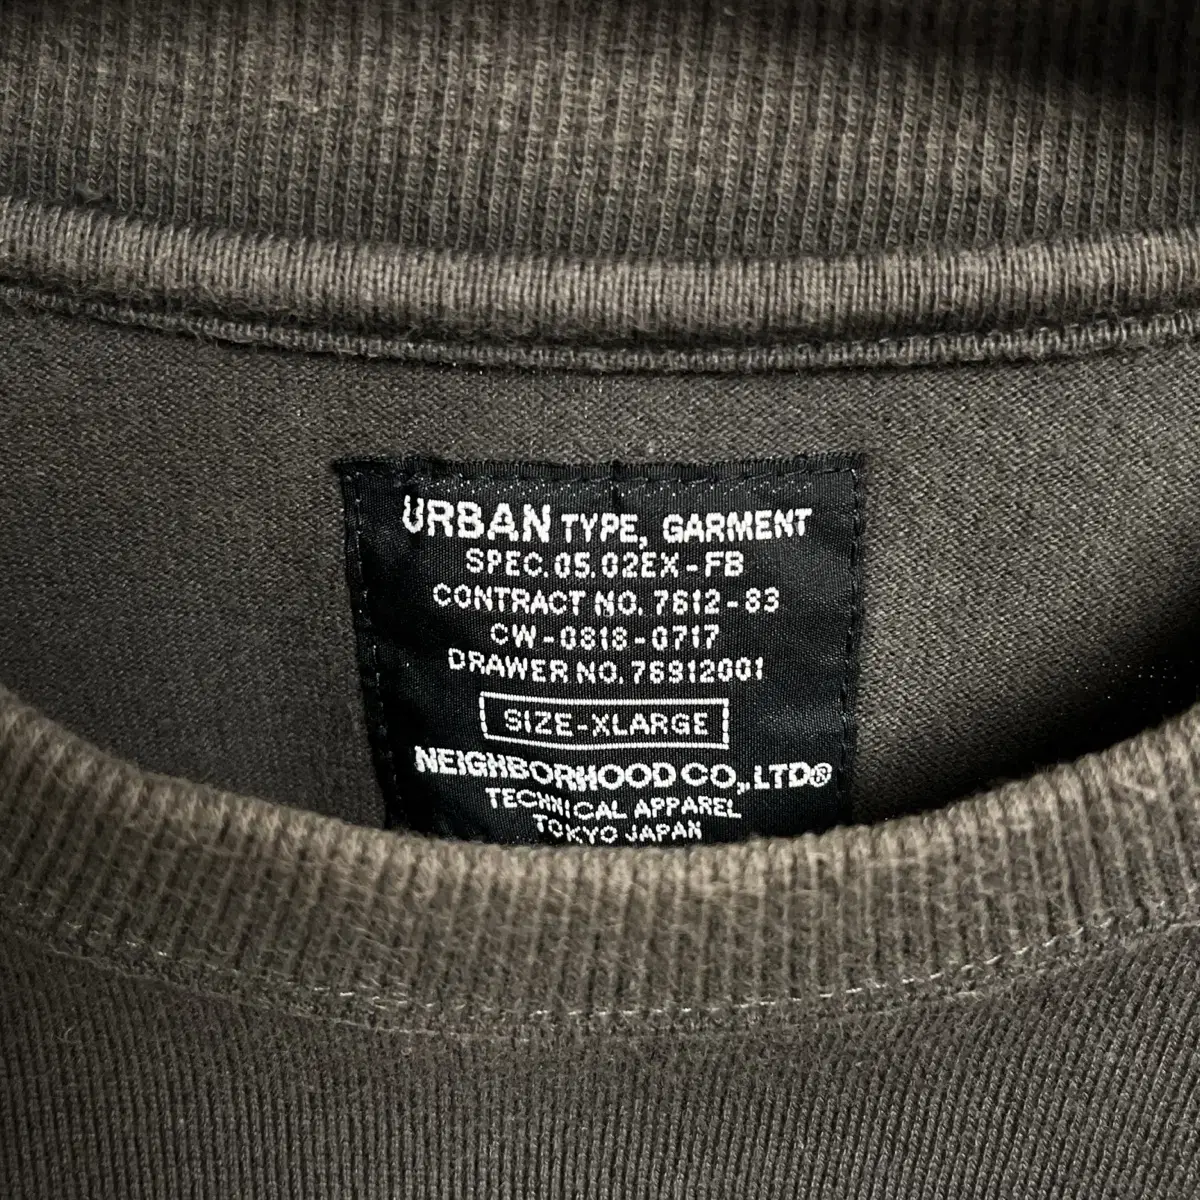 URBAN TYPE, GARMENT
SPEC.05.02EX-FB
CONTRACT NO. 7612-83
CW-0818-0717
DRAWER NO. 76912001
SIZE-XLARGE
NEIGHBORHOOD CO., LTD®
TECHNICAL APPAREL
TOKYO JAPAN